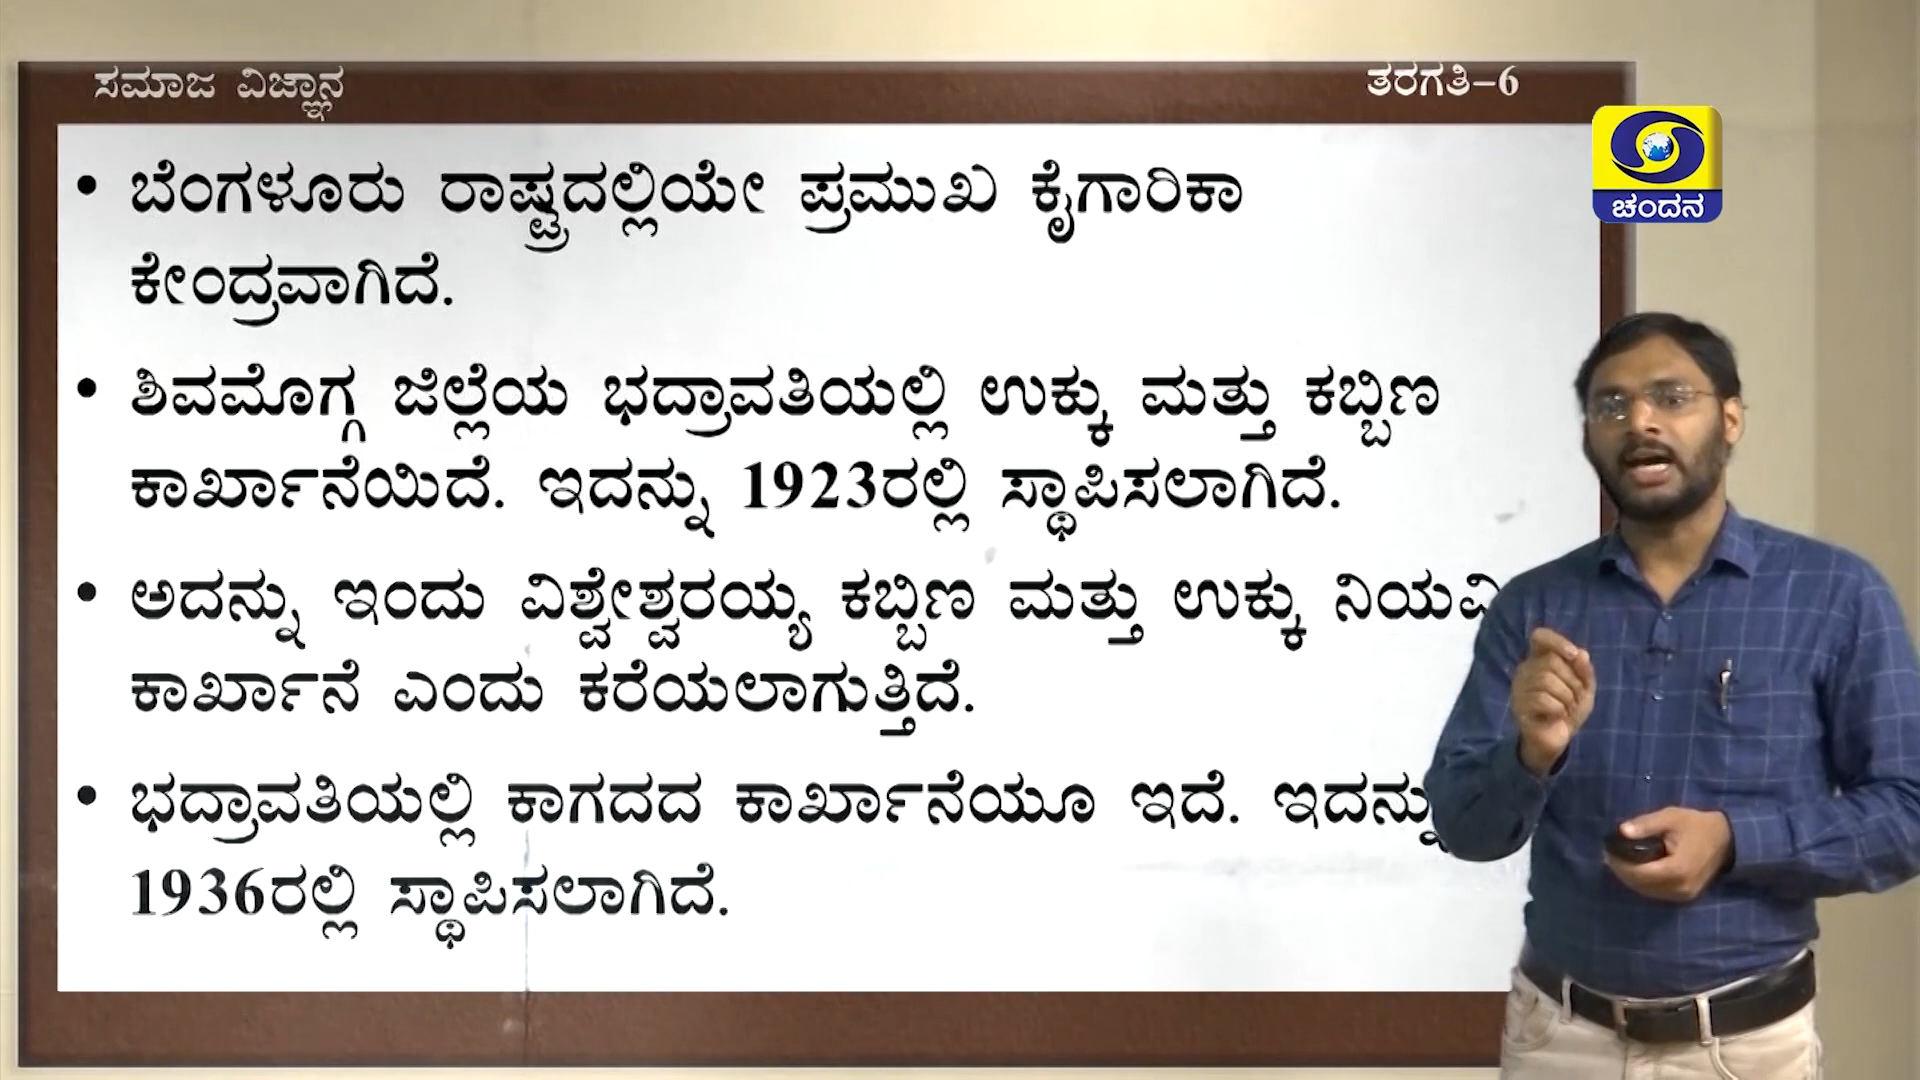 ಸಮಾಜ ವಿಜ್ಞಾನ
ತರಗತಿ-6
ಚಂದನ
• ಬೆಂಗಳೂರು ರಾಷ್ಟ್ರದಲ್ಲಿಯೇ ಪ್ರಮುಖ ಕೈಗಾರಿಕಾ
ಕೇಂದ್ರವಾಗಿದೆ.
• ಶಿವಮೊಗ್ಗ ಜಿಲ್ಲೆಯ ಭದ್ರಾವತಿಯಲ್ಲಿ ಉಕ್ಕು ಮತ್ತು ಕಬ್ಬಿಣ
ಕಾರ್ಖಾನೆಯಿದೆ. ಇದನ್ನು 1923ರಲ್ಲಿ ಸ್ಥಾಪಿಸಲಾಗಿದೆ.
• ಅದನ್ನು ಇಂದು ವಿಶ್ವೇಶ್ವರಯ್ಯ ಕಬ್ಬಿಣ ಮತ್ತು ಉಕ್ಕು
ಕಾರ್ಖಾನೆ ಎಂದು ಕರೆಯಲಾಗುತ್ತಿದೆ.
• ಭದ್ರಾವತಿಯಲ್ಲಿ ಕಾಗದದ ಕಾರ್ಖಾನೆಯೂ ಇದೆ. ಇದನ್ನು
1936ರಲ್ಲಿ ಸ್ಥಾಪಿಸಲಾಗಿದೆ.